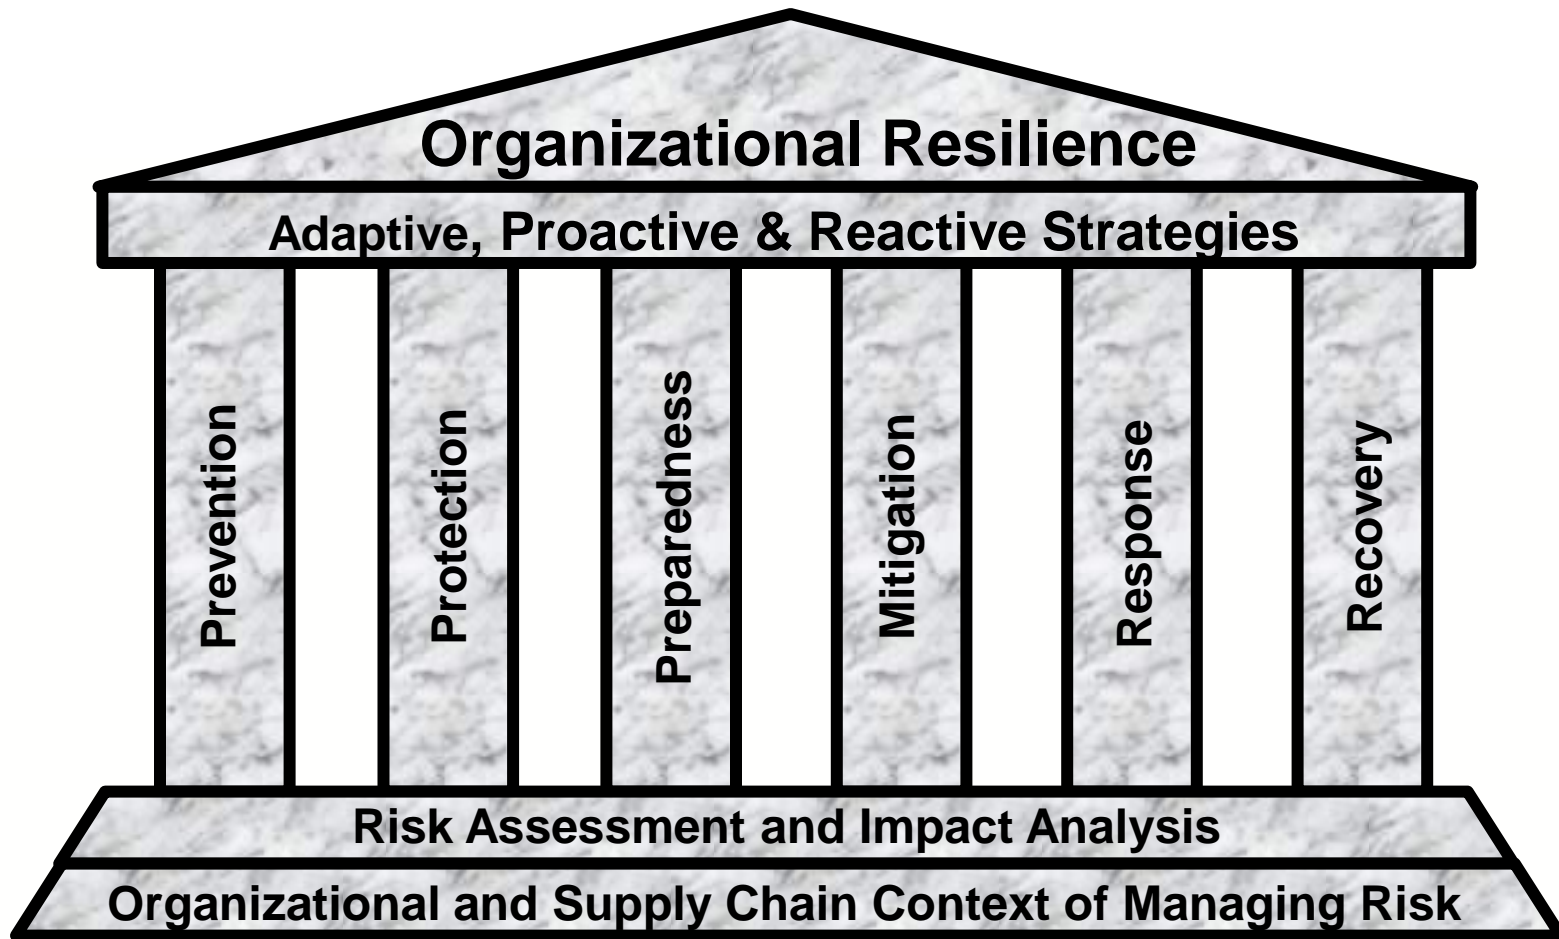 Organizational Resilience
Adaptive, Proactive & Reactive Strategies
Prevention
Protection
Preparedness
Mitigation
Response
Recovery
Risk Assessment and Impact Analysis
Organizational and Supply Chain Context of Managing Risk